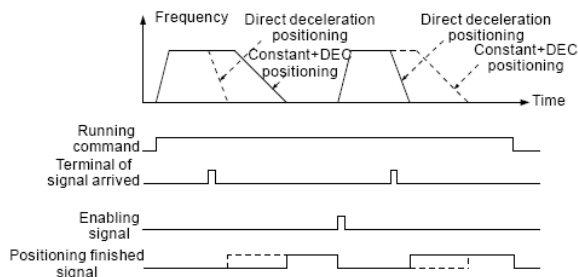 Frequency
Direct deceleration
positioning
Constant+DEC
positioning
Direct deceleration
positioning
Constant+DEC
positioning
Time
Running
command
Terminal of
signal arrived
Enabling
signal
Positioning finished
signal